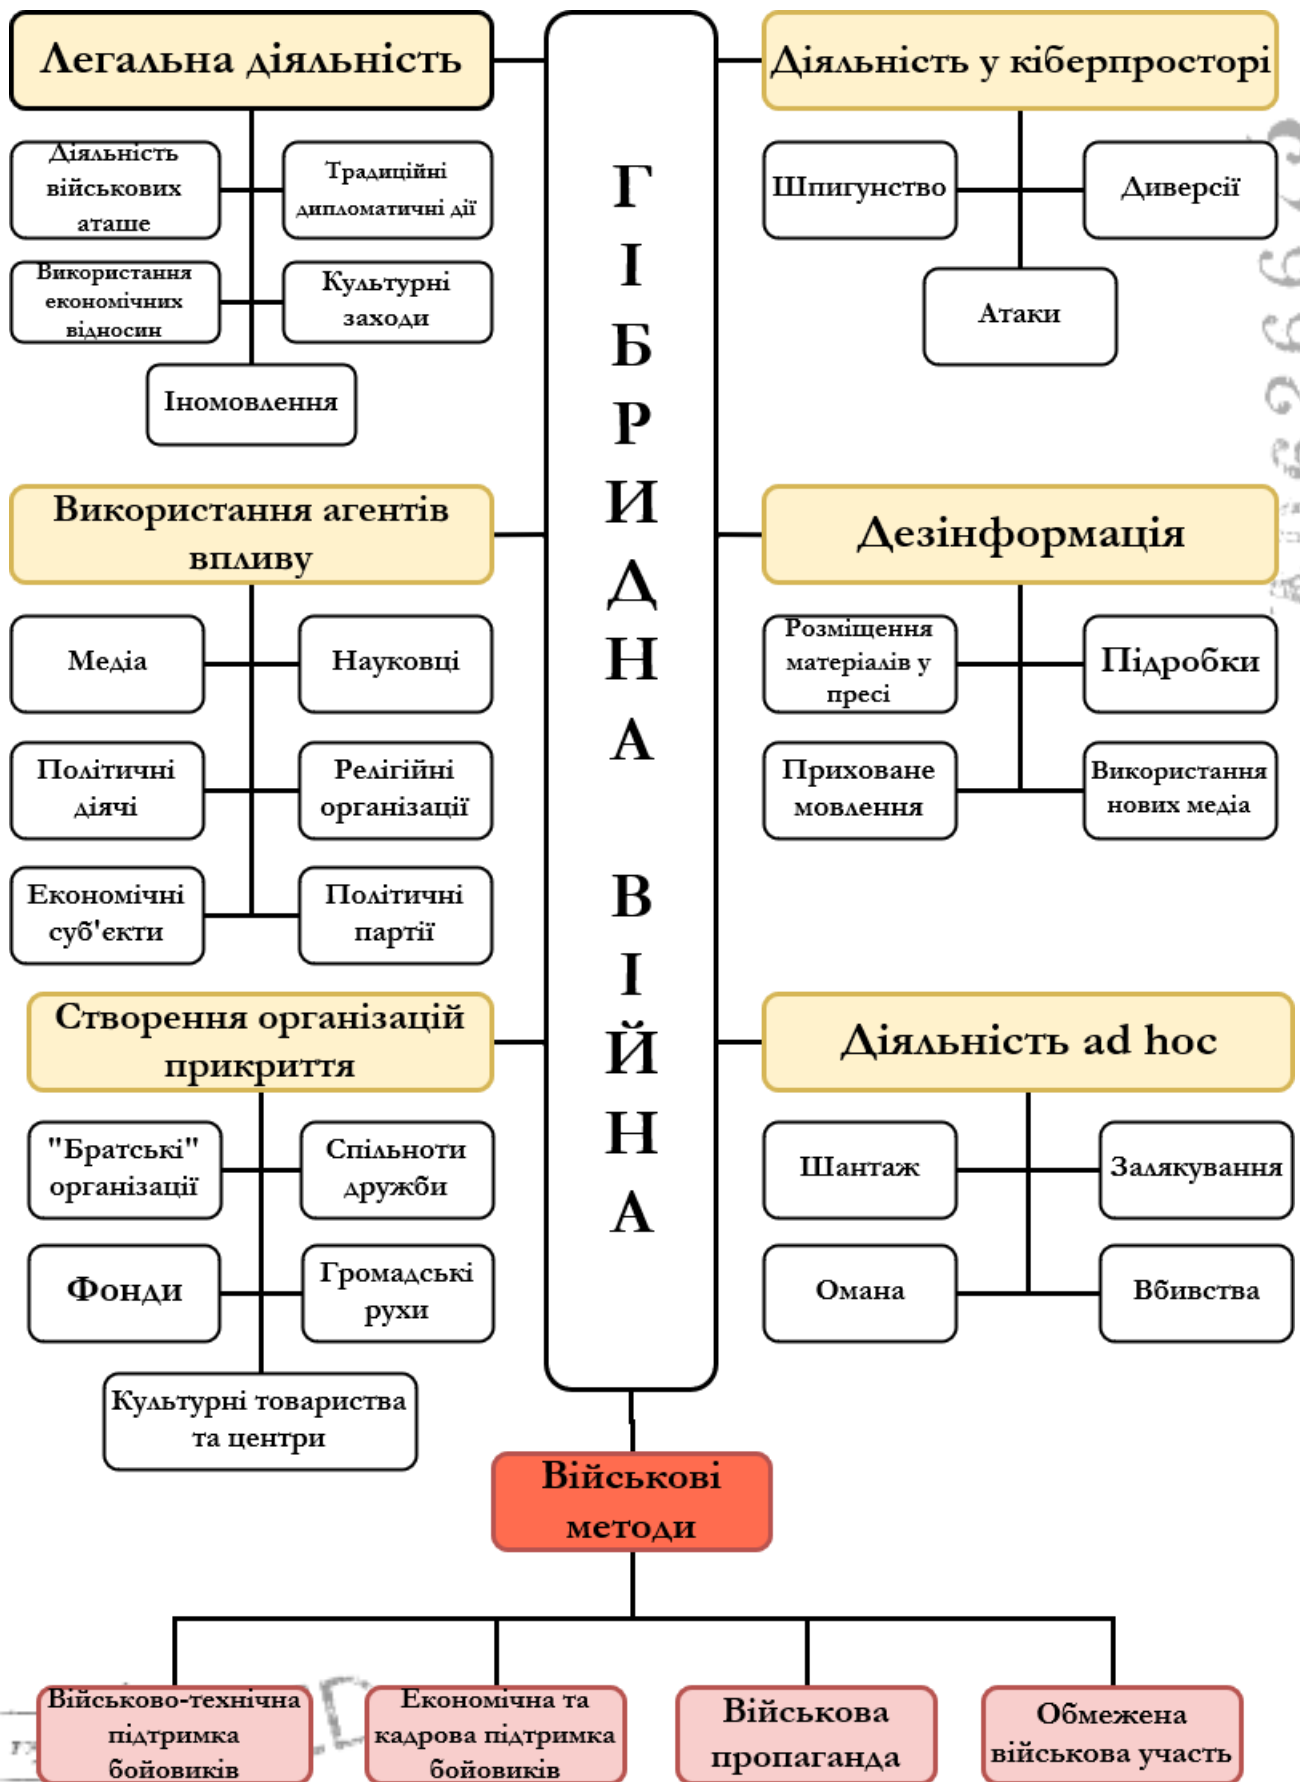 Легальна діяльність
Діяльність
військових
аташе
Традиційні
дипломатичні дії
Використання
економічних
відносин
Культурні
заходи
Іномовлення
Використання агентів
впливу
Медіа
Науковці
Політичні
діячі
Релігійні
організації
Економічні
суб'єкти
Політичні
партії
Створення організацій
прикриття
"Братські"
організації
Спільноти
дружби
Фонди
Громадські
рухи
Культурні товариства
та центри
ГІБРИДНА ВІЙНА
Діяльність у кіберпросторі
Шпигунство
Диверсії
Атаки
Дезінформація
Розміщення
матеріалів у
пресі
Підробки
Приховане
мовлення
Використання
нових медіа
Діяльність ad hoc
Шантаж
Залякування
Омана
Вбивства
Військові
методи
Військово-технічна
підтримка
бойовиків
Економічна та
кадрова підтримка
бойовиків
Військова
пропаганда
Обмежена
військова участь